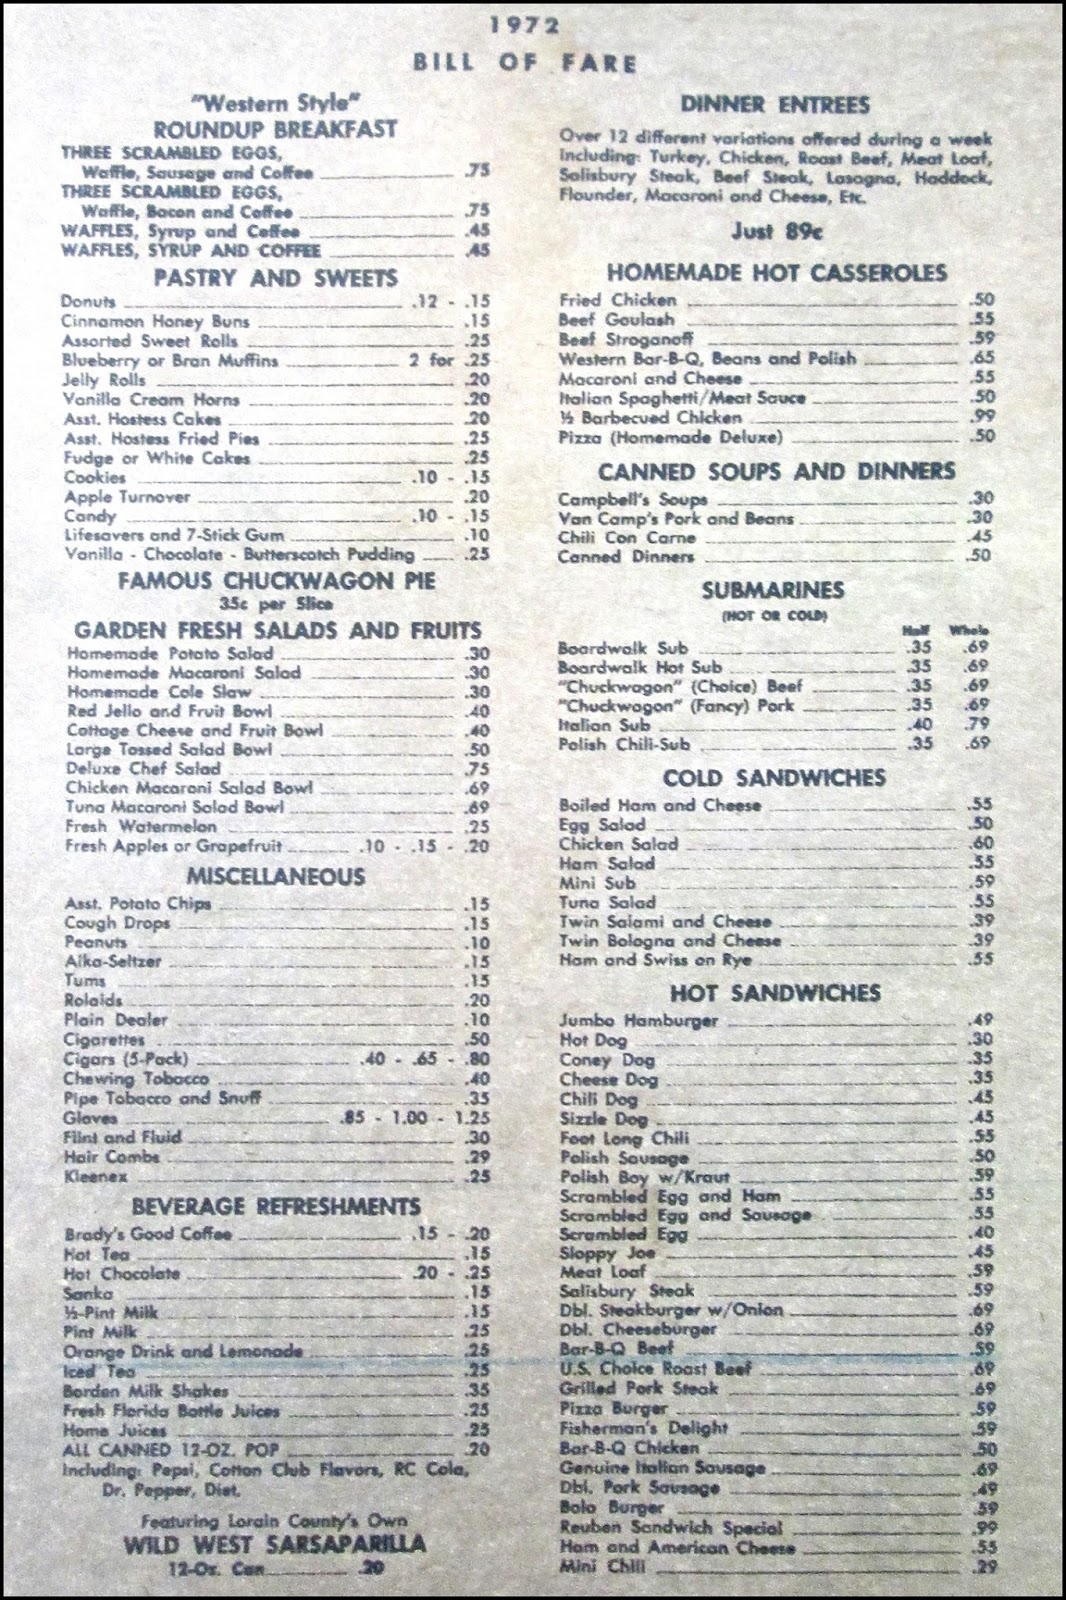 1972
BILL OF FARE
"Western Style"
ROUNDUP BREAKFAST
THREE SCRAMBLED EGGS,
Waffle, Sausage and Coffee .75
THREE SCRAMBLED EGGS,
Waffle, Bacon and Coffee .75
WAFFLES, Syrup and Coffee .45
WAFFLES, SYRUP AND COFFEE .45
PASTRY AND SWEETS
Donuts .12 - .15
Cinnamon Honey Buns .15
Assorted Sweet Rolls .25
Blueberry or Bran Muffins 2 for .25
Jelly Rolls .20
Vanilla Cream Horns .20
Asst. Hostess Cakes .20
Asst. Hostess Fried Pies .25
Fudge or White Cakes .25
Cookies .10 - .15
Apple Turnover .20
Candy .10 - .15
Lifesavers and 7-Stick Gum .10
Vanilla - Chocolate - Butterscotch Pudding .25
FAMOUS CHUCKWAGON PIE
35c per Slice
GARDEN FRESH SALADS AND FRUITS
Homemade Potato Salad .30
Homemade Macaroni Salad .30
Homemade Cole Slaw .30
Red Jello and Fruit Bowl .40
Cottage Cheese and Fruit Bowl .40
Large Tossed Salad Bowl .50
Deluxe Chef Salad .75
Chicken Macaroni Salad Bowl .69
Tuna Macaroni Salad Bowl .69
Fresh Watermelon .25
Fresh Apples or Grapefruit .10 - .15 - .20
MISCELLANEOUS
Asst. Potato Chips .15
Cough Drops .15
Peanuts .10
Alka-Seltzer .15
Tums .15
Rolaids .20
Plain Dealer .10
Cigarettes .50
Cigars (5-Pack) .40 - .65 - .80
Chewing Tobacco .40
Pipe Tobacco and Snuff .35
Gloves .85 - 1.00 - 1.25
Flint and Fluid .30
Hair Combs .29
Kleenex .25
BEVERAGE REFRESHMENTS
Brady's Good Coffee .15 - .20
Hot Tea .15
Hot Chocolate .20 - .25
Sanka .15
½-Pint Milk .15
Pint Milk .25
Orange Drink and Lemonade .25
Iced Tea .25
Borden Milk Shakes .35
Fresh Florida Bottle Juices .25
Home Juices .25
ALL CANNED 12-OZ. POP .20
Including: Pepsi, Cotton Club Flavors, RC Cola,
Dr. Pepper, Diet.
Featuring Lorain County's Own
WILD WEST SARSAPARILLA
12-Oz. Can .20
DINNER ENTREES
Over 12 different variations offered during a week
Including: Turkey, Chicken, Roast Beef, Meat Loaf,
Salisbury Steak, Beef Steak, Lasagna, Haddock,
Flounder, Macaroni and Cheese, Etc.
Just 89c
HOMEMADE HOT CASSEROLES
Fried Chicken .50
Beef Goulash .55
Beef Stroganoff .59
Western Bar-B-Q, Beans and Polish .65
Macaroni and Cheese .55
Italian Spaghetti/Meat Sauce .50
½ Barbecued Chicken .99
Pizza (Homemade Deluxe) .50
CANNED SOUPS AND DINNERS
Campbell's Soups .30
Van Camp's Pork and Beans .30
Chili Con Carne .45
Canned Dinners .50
SUBMARINES
(HOT OR COLD)
Half Whole
Boardwalk Sub .35 .69
Boardwalk Hot Sub .35 .69
"Chuckwagon" (Choice) Beef .35 .69
"Chuckwagon" (Fancy) Pork .35 .69
Italian Sub .40 .79
Polish Chili-Sub .35 .69
COLD SANDWICHES
Boiled Ham and Cheese .55
Egg Salad .50
Chicken Salad .60
Ham Salad .55
Mini Sub .59
Tuna Salad .55
Twin Salami and Cheese .39
Twin Bologna and Cheese .39
Ham and Swiss on Rye .55
HOT SANDWICHES
Jumbo Hamburger .49
Hot Dog .30
Coney Dog .35
Cheese Dog .35
Chili Dog .45
Sizzle Dog .45
Foot Long Chili .55
Polish Sausage .50
Polish Boy w/Kraut .59
Scrambled Egg and Ham .55
Scrambled Egg and Sausage .55
Scrambled Egg .40
Sloppy Joe .45
Meat Loaf .59
Salisbury Steak .59
Dbl. Steakburger w/Onion .69
Dbl. Cheeseburger .69
Bar-B-Q Beef .59
U.S. Choice Roast Beef .69
Grilled Pork Steak .69
Pizza Burger .59
Fisherman's Delight .59
Bar-B-Q Chicken .50
Genuine Italian Sausage .69
Dbl. Pork Sausage .49
Bolo Burger .59
Reuben Sandwich Special .99
Ham and American Cheese .55
Mini Chili .29